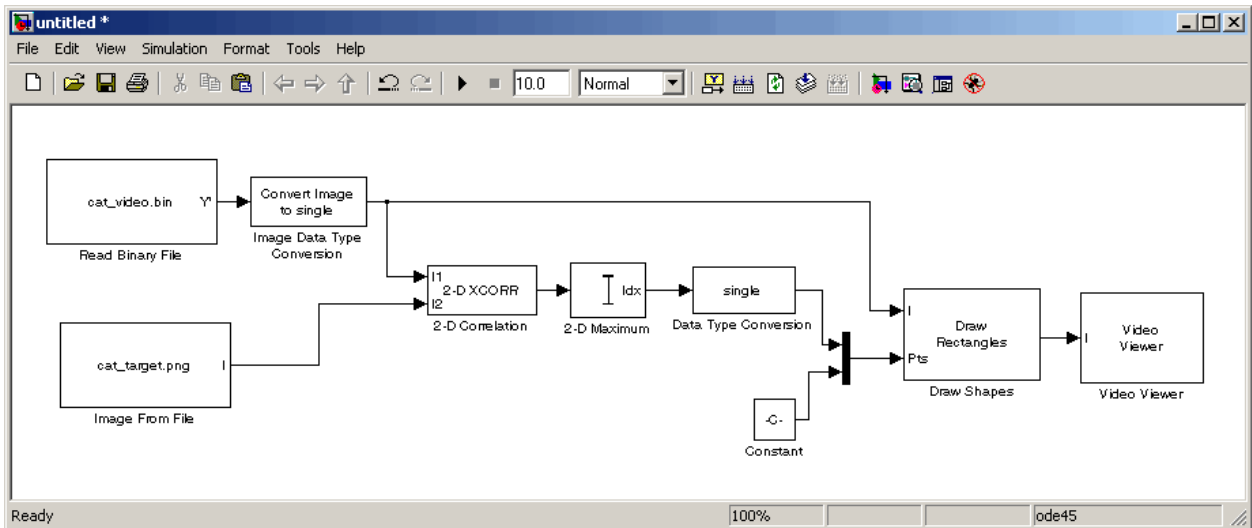 untitled *
File Edit View Simulation Format Tools Help
10.0 Normal
cat_video.bin Y'
Read Binary File
Convert Image
to single
Image Data Type
Conversion
I1
2-D XCORR
I2
2-D Correlation
Idx
2-D Maximum
single
Data Type Conversion
cat_target.png I
Image From File
-C-
Constant
I
Draw
Rectangles
Pts
Draw Shapes
I
Video
Viewer
Video Viewer
Ready 100% ode45